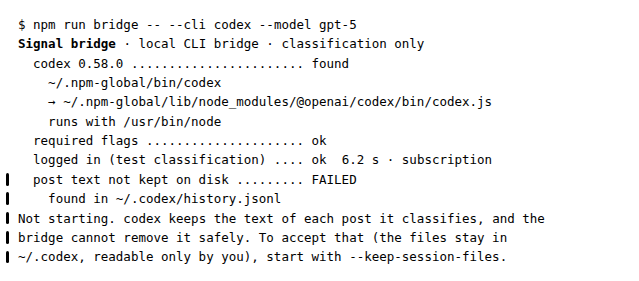 $ npm run bridge -- --cli codex --model gpt-5
Signal bridge · local CLI bridge · classification only
codex 0.58.0 ....................... found
~/.npm-global/bin/codex
→ ~/.npm-global/lib/node_modules/@openai/codex/bin/codex.js
runs with /usr/bin/node
required flags ..................... ok
logged in (test classification) .... ok  6.2 s · subscription
post text not kept on disk ......... FAILED
found in ~/.codex/history.jsonl
Not starting. codex keeps the text of each post it classifies, and the
bridge cannot remove it safely. To accept that (the files stay in
~/.codex, readable only by you), start with --keep-session-files.